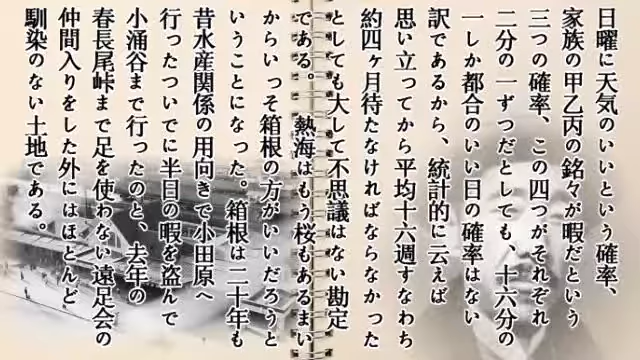 日曜に天気のいいという確率、
家族の甲乙丙の銘々が暇だという
三つの確率、この四つがそれぞれ
二分の一ずつだとしても、十六分の
一しか都合のいい日の確率はない
訳であるから、統計的に云えば
思い立ってから平均十六週すなわち
約四ヶ月待たなければならなかった
としても大して不思議はない勘定
である。　熱海はもう桜もあるまい
からいっそ箱根の方がいいだろうと
いうことになった。箱根は二十年も
昔水産関係の用向きで小田原へ
行ったついでに半日の暇を盗んで
小涌谷まで行ったのと、去年の
春長尾峠まで足を使わない遠足会の
仲間入りをした外にはほとんど
馴染のない土地である。